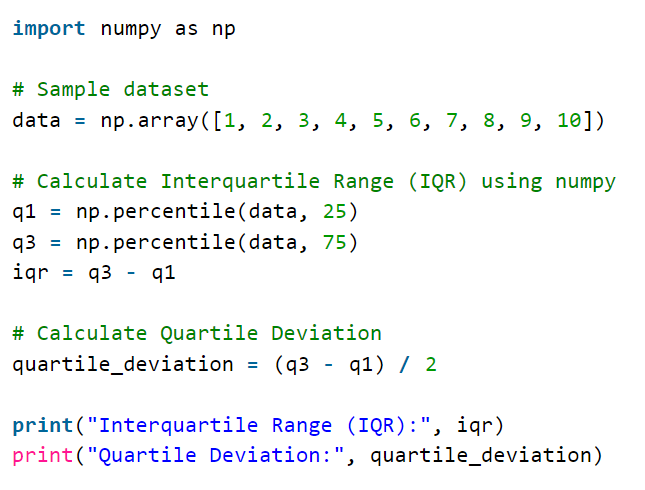 import numpy as np
# Sample dataset
data = np.array([1, 2, 3, 4, 5, 6, 7, 8, 9, 10])
# Calculate Interquartile Range (IQR) using numpy
q1 = np.percentile(data, 25)
q3 = np.percentile(data, 75)
iqr = q3 - q1
# Calculate Quartile Deviation
quartile_deviation = (q3 - q1) / 2
print("Interquartile Range (IQR):", iqr)
print("Quartile Deviation:", quartile_deviation)